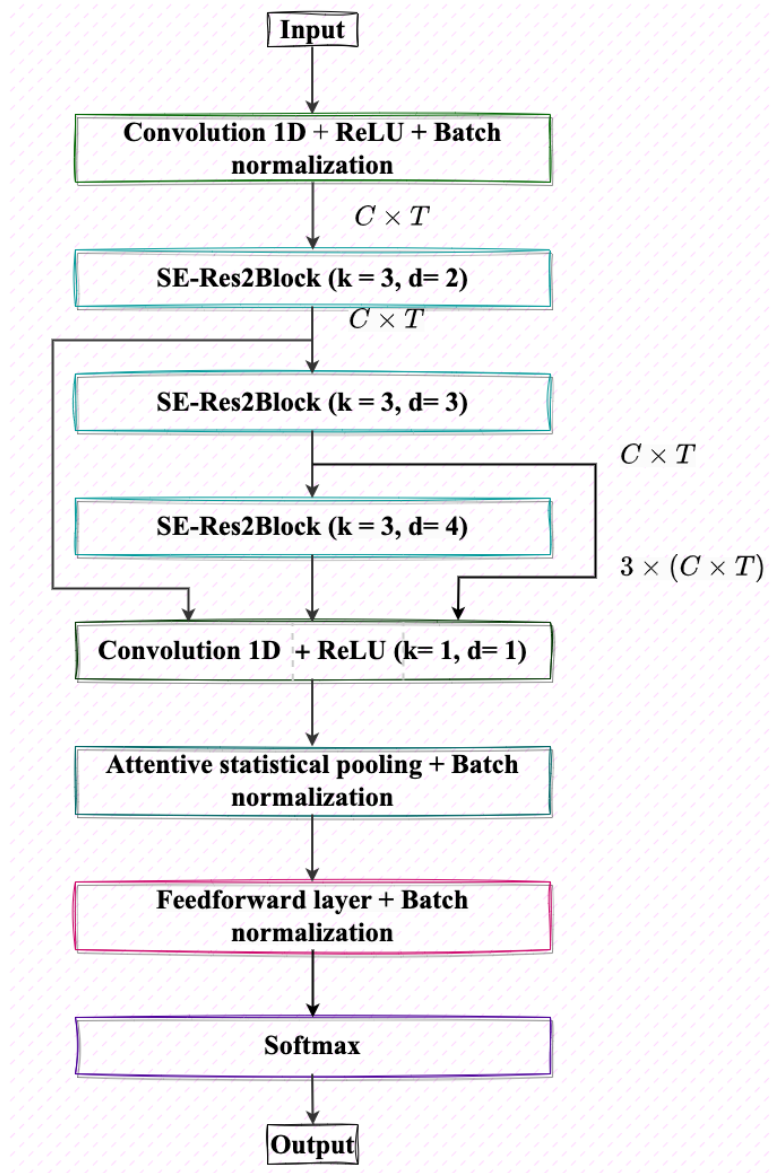 Input
Convolution 1D + ReLU + Batch
normalization
C × T
SE-Res2Block (k = 3, d= 2)
C × T
SE-Res2Block (k = 3, d= 3)
C × T
SE-Res2Block (k = 3, d= 4)
3 × (C × T)
Convolution 1D + ReLU (k= 1, d= 1)
Attentive statistical pooling + Batch
normalization
Feedforward layer + Batch
normalization
Softmax
Output